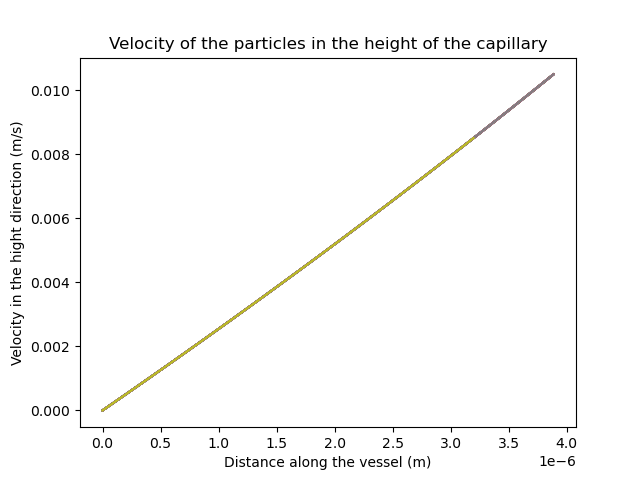 Velocity of the particles in the height of the capillary
Velocity in the hight direction (m/s)
0.010
0.008
0.006
0.004
0.002
0.000
0.0 0.5 1.0 1.5 2.0 2.5 3.0 3.5 4.0
1e−6
Distance along the vessel (m)